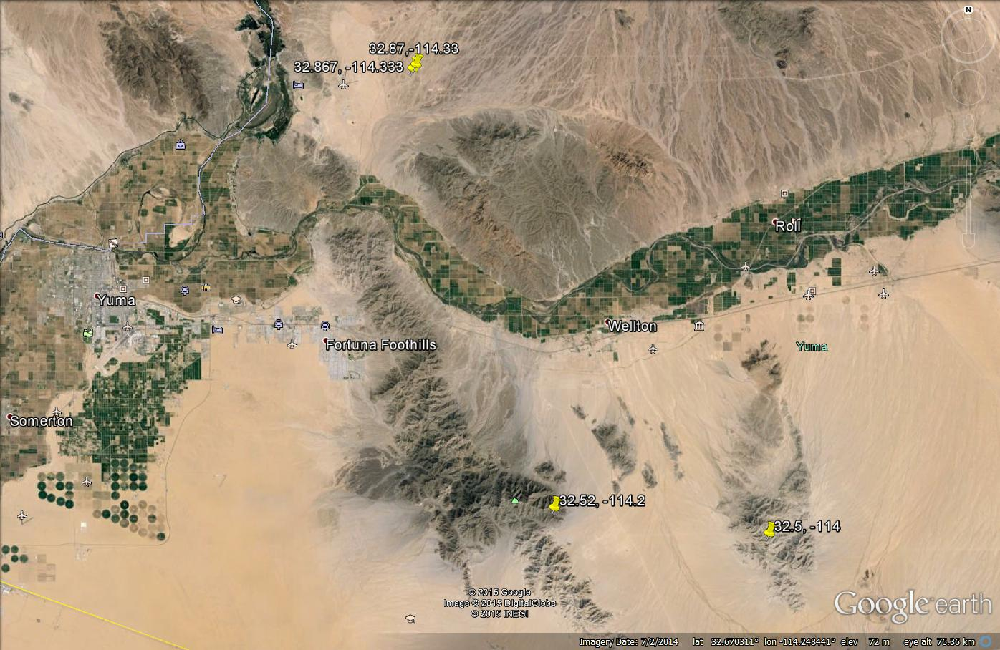 N
32.87,-114.33
32.867, -114.333
Roll
Yuma
Wellton
Fortuna Foothills
Yuma
Somerton
32.52, -114.2
32.5, -114
© 2015 Google
Image © 2015 DigitalGlobe
© 2015 INEGI
Google earth
Imagery Date: 7/2/2014 lat 32.670311° lon -114.248441° elev 72 m eye alt 76.36 km